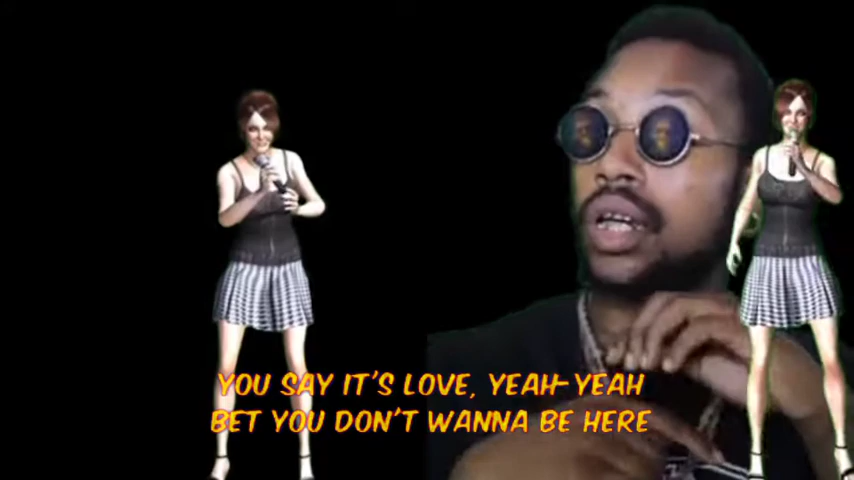 YOU SAY IT'S LOVE, YEAH-YEAH
BET YOU DON'T WANNA BE HERE